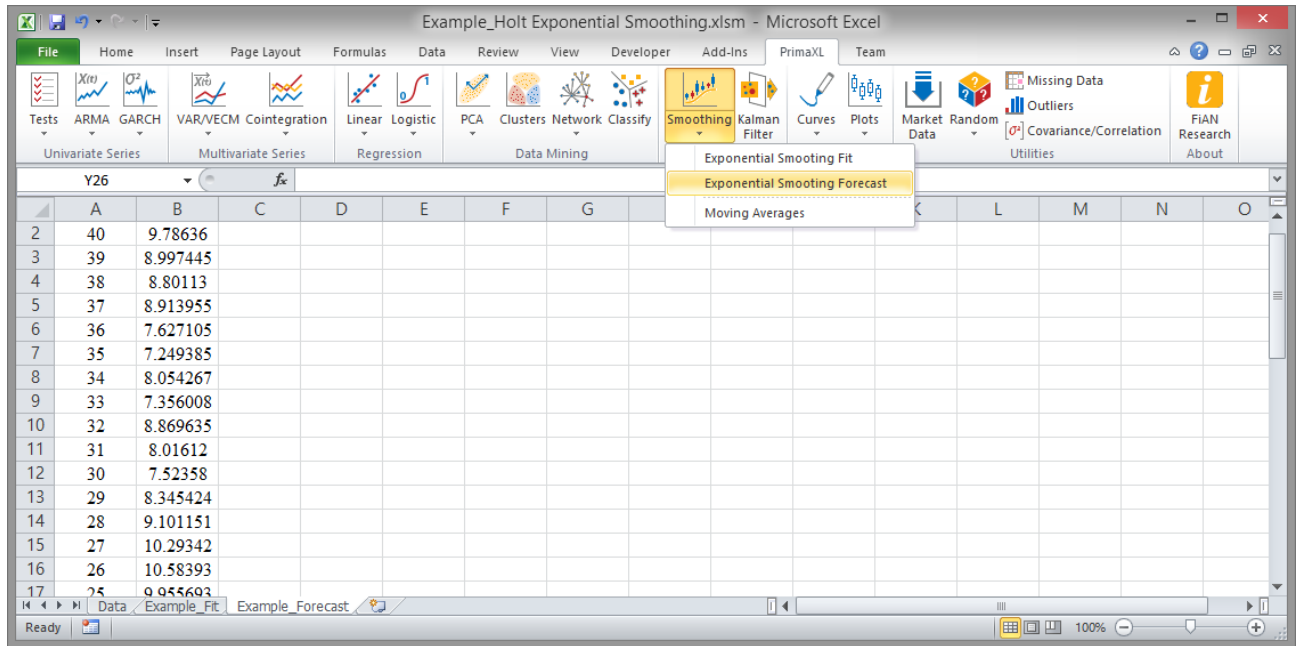 Example_Holt Exponential Smoothing.xlsm - Microsoft Excel
File Home Insert Page Layout Formulas Data Review View Developer Add-Ins PrimaXL Team
X(t) σ² X(t) 0 1 i
Missing Data
Outliers
σ² Covariance/Correlation
Tests ARMA GARCH VAR/VECM Cointegration Linear Logistic PCA Clusters Network Classify Smoothing Kalman Filter Curves Plots Market Data Random FiAN Research
Univariate Series Multivariate Series Regression Data Mining Utilities About
Exponential Smooting Fit
Exponential Smooting Forecast
Moving Averages
Y26 fx
A B C D E F G K L M N O
2 40 9.78636
3 39 8.997445
4 38 8.80113
5 37 8.913955
6 36 7.627105
7 35 7.249385
8 34 8.054267
9 33 7.356008
10 32 8.869635
11 31 8.01612
12 30 7.52358
13 29 8.345424
14 28 9.101151
15 27 10.29342
16 26 10.58393
17 25 9.955693
Data Example_Fit Example_Forecast
Ready 100%